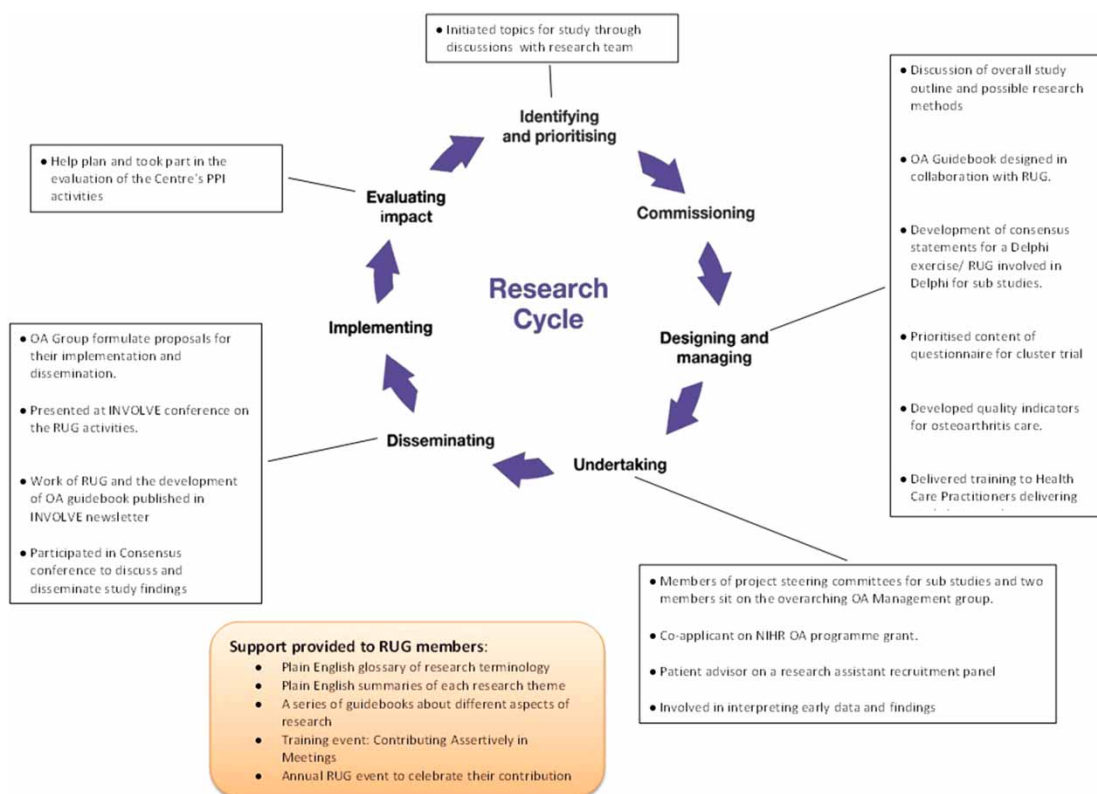 ● Initiated topics for study through
discussions with research team
Identifying
and prioritising
● Discussion of overall study
outline and possible research
methods
● OA Guidebook designed in
collaboration with RUG.
● Development of consensus
statements for a Delphi
exercise/ RUG involved in
Delphi for sub studies.
● Prioritised content of
questionnaire for cluster trial
● Developed quality indicators
for osteoarthritis care.
● Delivered training to Health
Care Practitioners delivering
● Help plan and took part in the
evaluation of the Centre's PPI
activities
Evaluating
impact
Commissioning
Research
Cycle
Implementing
Designing and
managing
Disseminating
Undertaking
● OA Group formulate proposals for
their implementation and
dissemination.
● Presented at INVOLVE conference on
the RUG activities.
● Work of RUG and the development
of OA guidebook published in
INVOLVE newsletter
● Participated in Consensus
conference to discuss and
disseminate study findings
● Members of project steering committees for sub studies and two
members sit on the overarching OA Management group.
● Co-applicant on NIHR OA programme grant.
● Patient advisor on a research assistant recruitment panel
● Involved in interpreting early data and findings
Support provided to RUG members:
● Plain English glossary of research terminology
● Plain English summaries of each research theme
● A series of guidebooks about different aspects of
research
● Training event: Contributing Assertively in
Meetings
● Annual RUG event to celebrate their contribution